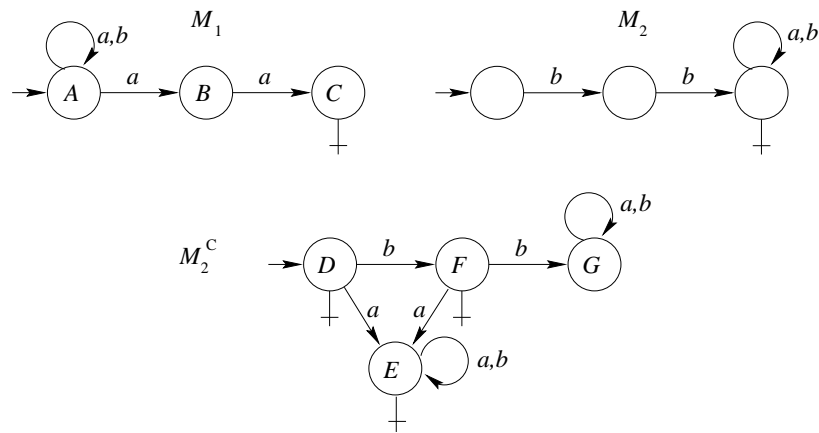 M₁ M₂
a,b a,b
A a B a C b b
M₂ᶜ a,b
D b F b G
a a
E a,b